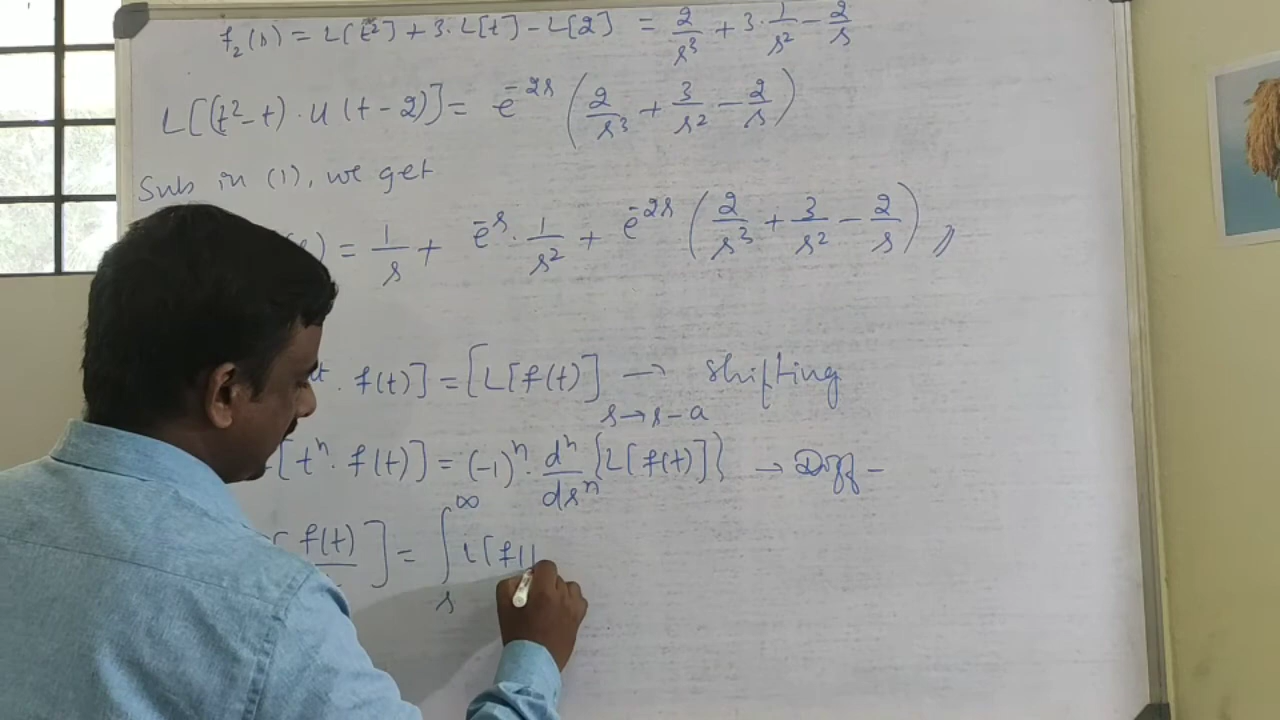 f₂(s) = L[t²] + 3·L[t] − L[2] = 2/s³ + 3·1/s² − 2/s
L[(t² − t)·u(t − 2)] = e⁻²ˢ (2/s³ + 3/s² − 2/s)
Sub in (1), we get
) = 1/s + e⁻ˢ·1/s² + e⁻²ˢ (2/s³ + 3/s² − 2/s) //
t · f(t)] = [L[f(t)] → shifting
s→s−a
[tⁿ · f(t)] = (−1)ⁿ · dⁿ/dsⁿ {L[f(t)]} → Diff −
[f(t)/ ] = ∫ₛ^∞ L[f(